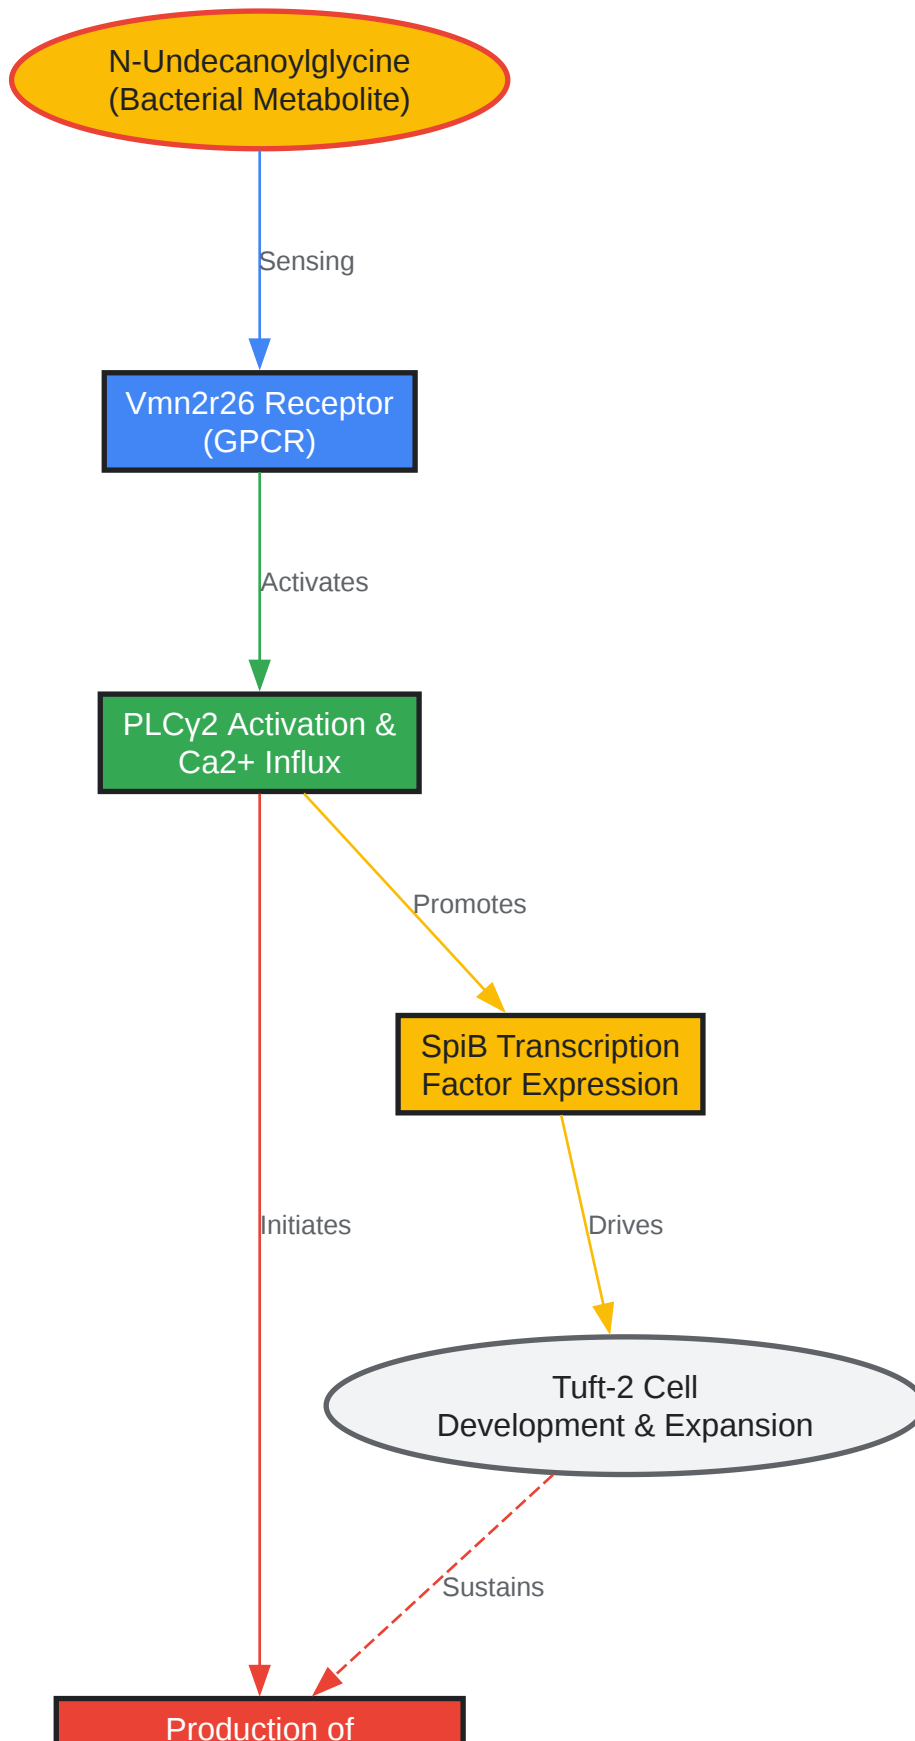 N-Undecanoylglycine
(Bacterial Metabolite)
Sensing
Vmn2r26 Receptor
(GPCR)
Activates
PLCγ2 Activation &
Ca2+ Influx
Promotes
SpiB Transcription
Factor Expression
Initiates
Drives
Tuft-2 Cell
Development & Expansion
Sustains
Production of